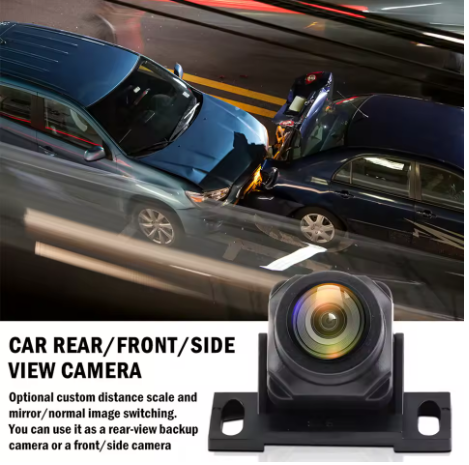 CAR REAR/FRONT/SIDE
VIEW CAMERA
Optional custom distance scale and
mirror/normal image switching.
You can use it as a rear-view backup
camera or a front/side camera